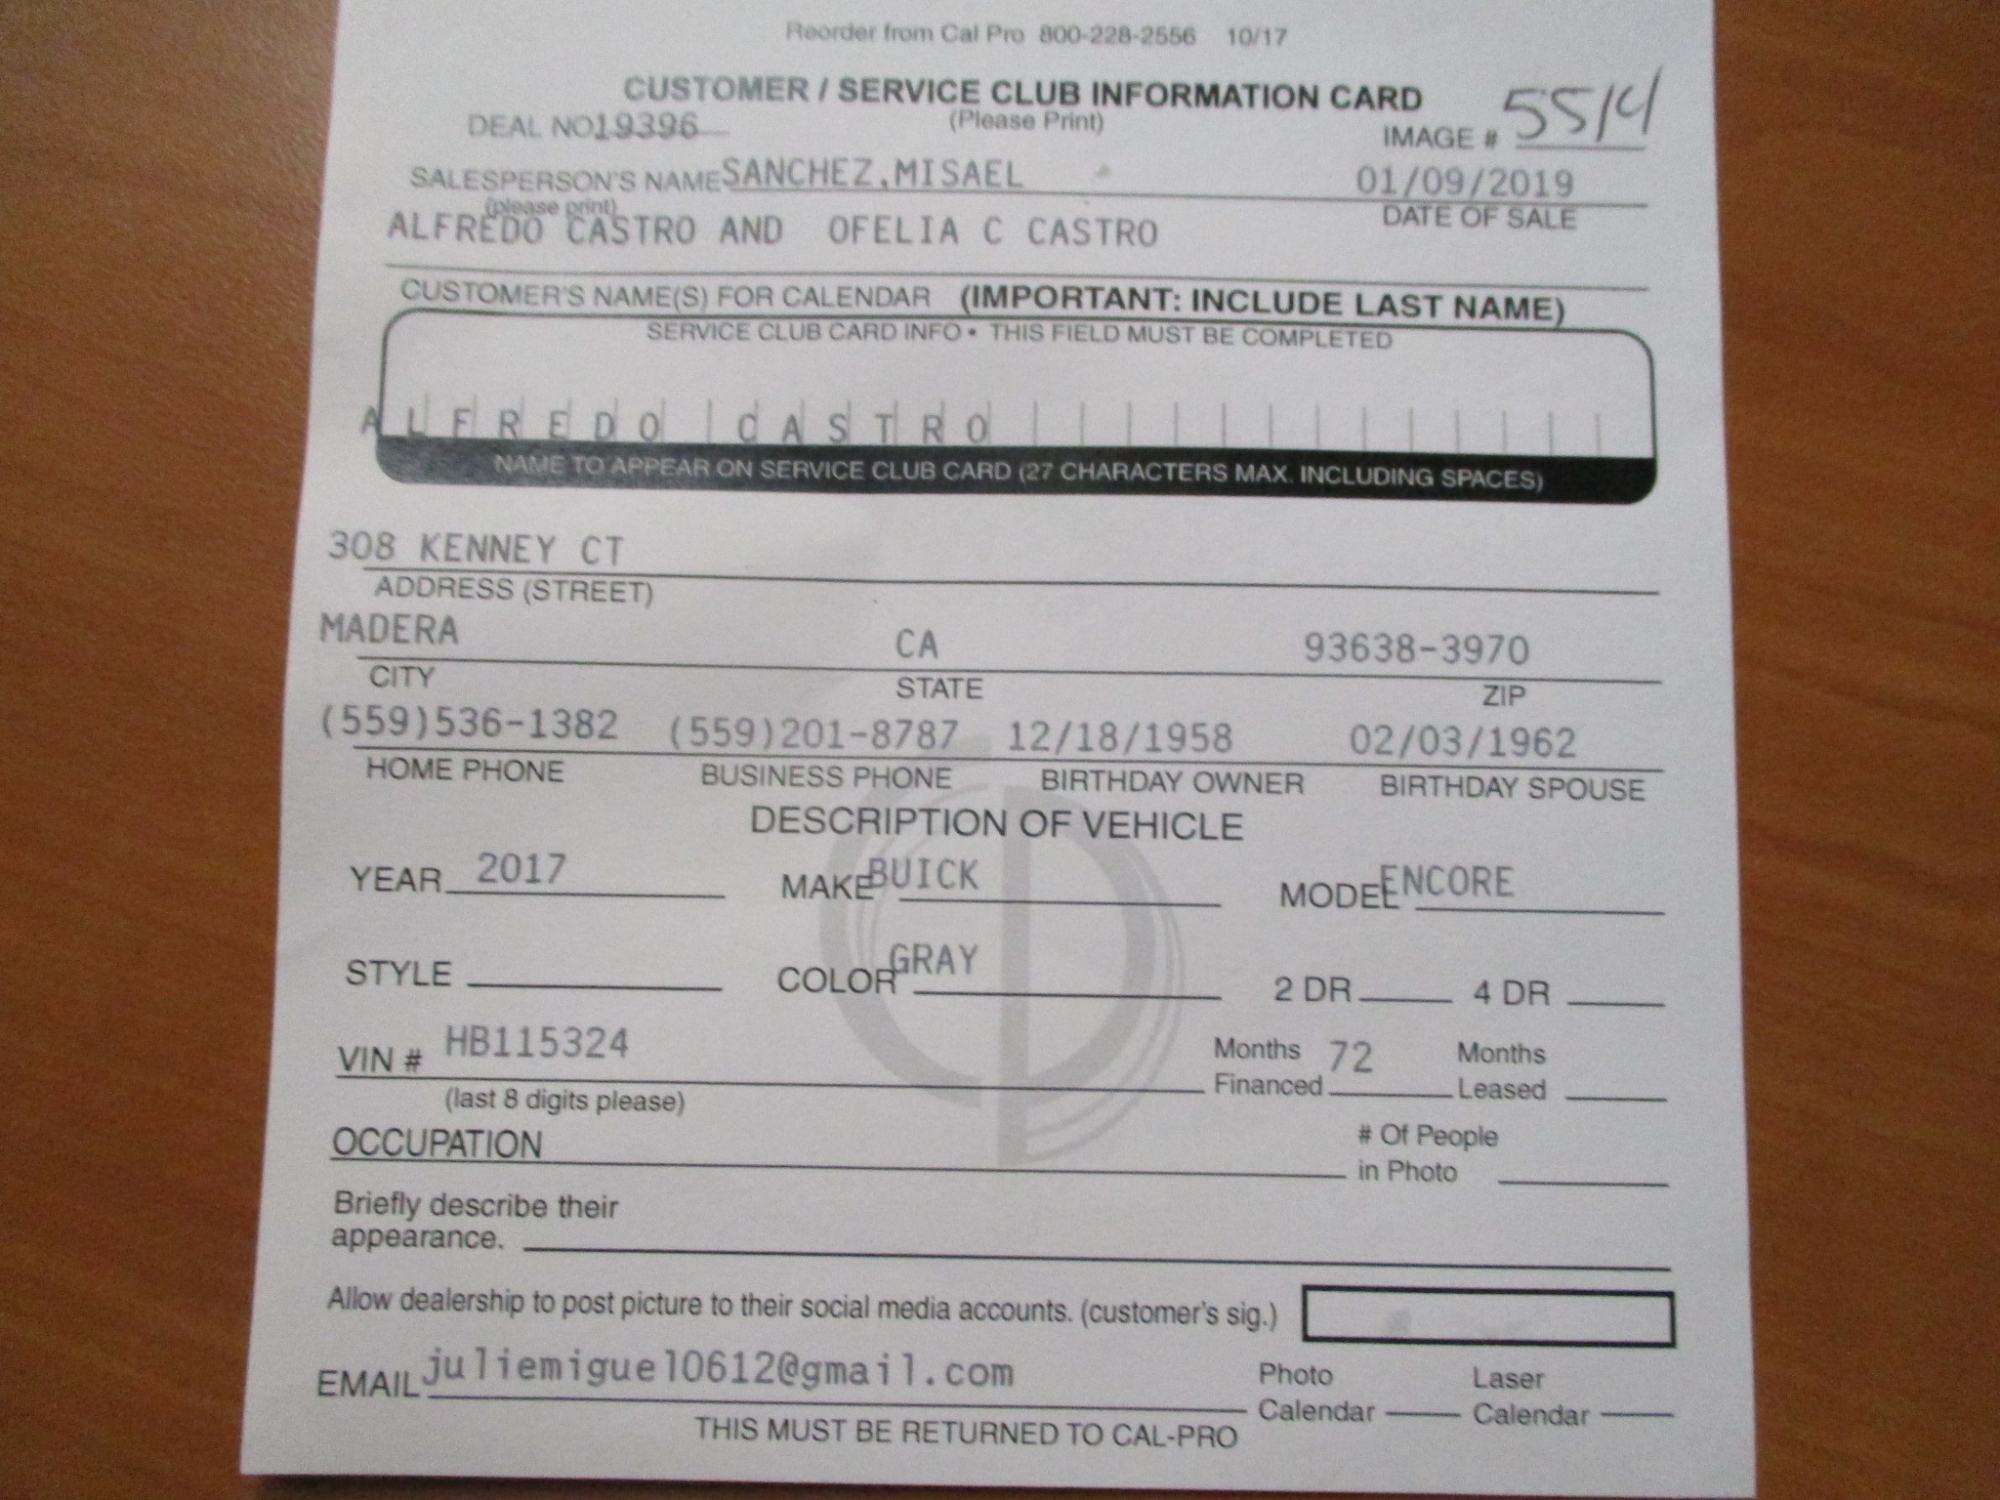 Reorder from Cal Pro 800-228-2556 10/17
CUSTOMER / SERVICE CLUB INFORMATION CARD
DEAL NO 19396 (Please Print) IMAGE # 5514
SALESPERSON'S NAME SANCHEZ,MISAEL 01/09/2019
(please print) DATE OF SALE
ALFREDO CASTRO AND OFELIA C CASTRO
CUSTOMER'S NAME(S) FOR CALENDAR (IMPORTANT: INCLUDE LAST NAME)
SERVICE CLUB CARD INFO • THIS FIELD MUST BE COMPLETED
ALFREDO CASTRO
NAME TO APPEAR ON SERVICE CLUB CARD (27 CHARACTERS MAX. INCLUDING SPACES)
308 KENNEY CT
ADDRESS (STREET)
MADERA CA 93638-3970
CITY STATE ZIP
(559)536-1382 (559)201-8787 12/18/1958 02/03/1962
HOME PHONE BUSINESS PHONE BIRTHDAY OWNER BIRTHDAY SPOUSE
DESCRIPTION OF VEHICLE
YEAR 2017 MAKE BUICK MODEL ENCORE
STYLE COLOR GRAY 2 DR 4 DR
VIN # HB115324 Months 72 Months
Financed Leased
(last 8 digits please)
OCCUPATION # Of People
in Photo
Briefly describe their
appearance.
Allow dealership to post picture to their social media accounts. (customer's sig.)
EMAIL juliemiguel0612@gmail.com Photo Laser
Calendar Calendar
THIS MUST BE RETURNED TO CAL-PRO